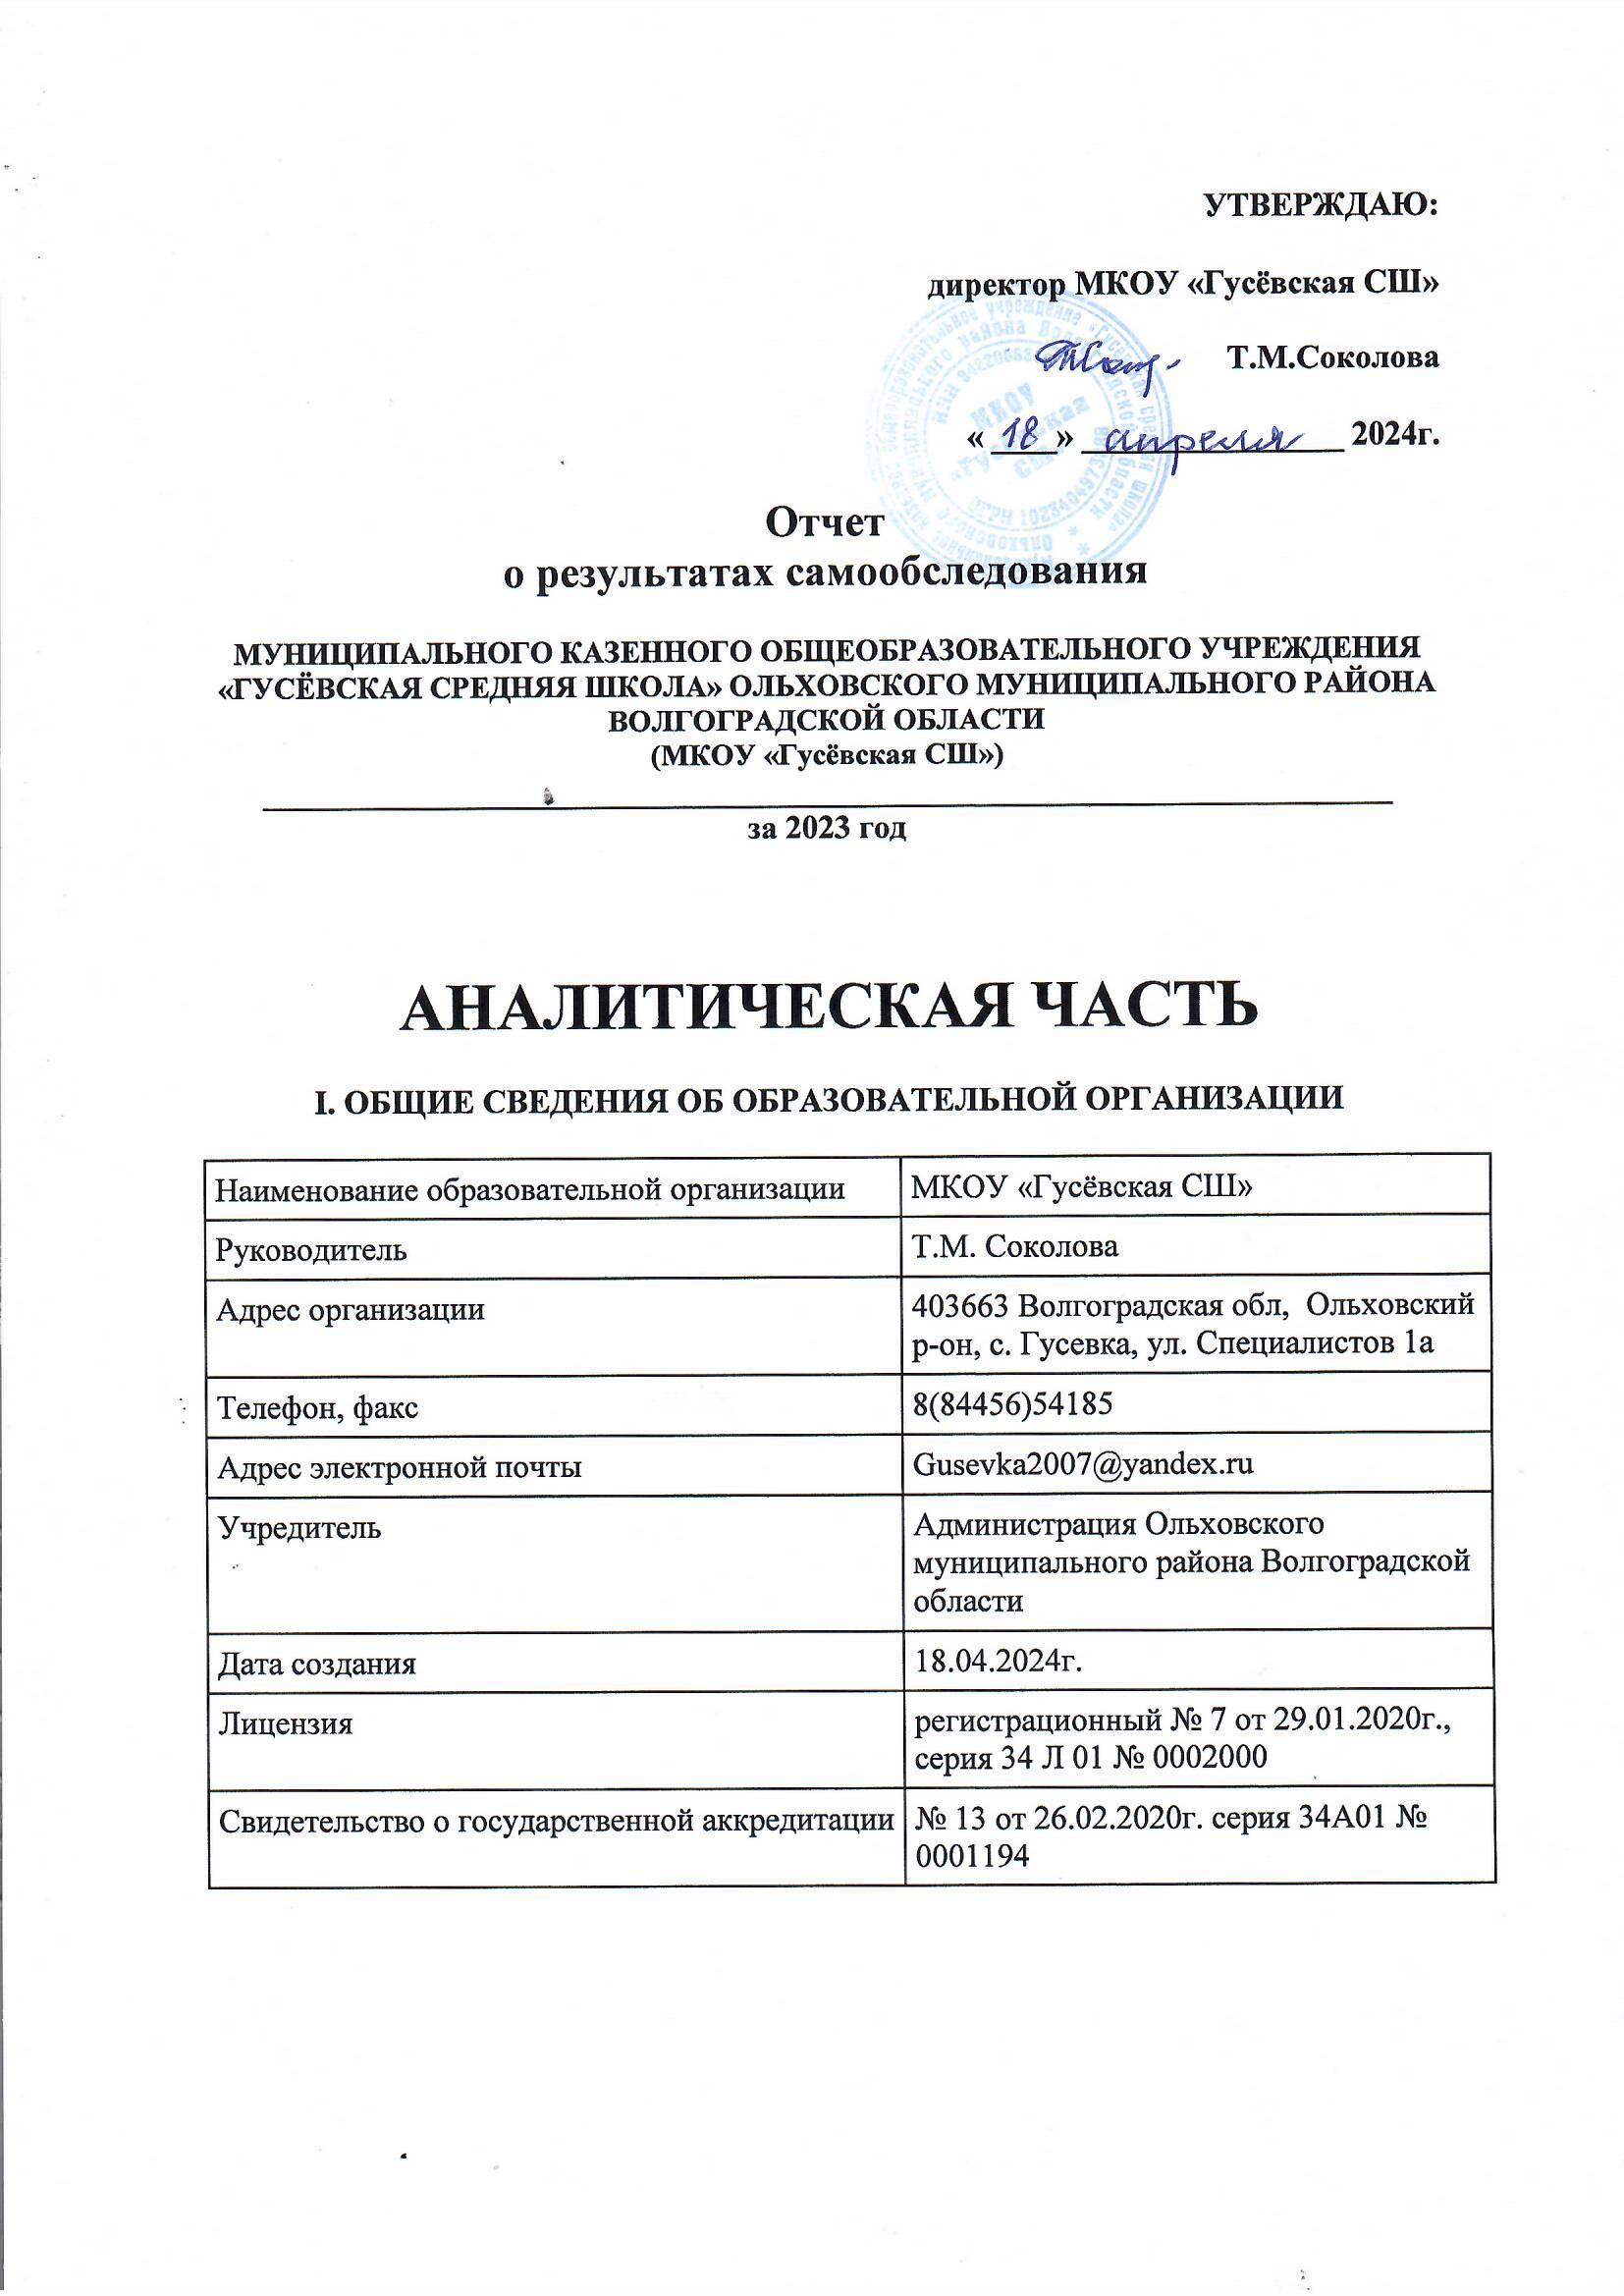 УТВЕРЖДАЮ:
директор МКОУ «Гусёвская СШ»
Т.М.Соколова
« 18 » апреля 2024г.
Отчет
о результатах самообследования
МУНИЦИПАЛЬНОГО КАЗЕННОГО ОБЩЕОБРАЗОВАТЕЛЬНОГО УЧРЕЖДЕНИЯ
«ГУСЁВСКАЯ СРЕДНЯЯ ШКОЛА» ОЛЬХОВСКОГО МУНИЦИПАЛЬНОГО РАЙОНА
ВОЛГОГРАДСКОЙ ОБЛАСТИ
(МКОУ «Гусёвская СШ»)
за 2023 год
АНАЛИТИЧЕСКАЯ ЧАСТЬ
I. ОБЩИЕ СВЕДЕНИЯ ОБ ОБРАЗОВАТЕЛЬНОЙ ОРГАНИЗАЦИИ
Наименование образовательной организации
МКОУ «Гусёвская СШ»
Руководитель
Т.М. Соколова
Адрес организации
403663 Волгоградская обл, Ольховский
р-он, с. Гусевка, ул. Специалистов 1а
Телефон, факс
8(84456)54185
Адрес электронной почты
Gusevka2007@yandex.ru
Учредитель
Администрация Ольховского
муниципального района Волгоградской
области
Дата создания
18.04.2024г.
Лицензия
регистрационный № 7 от 29.01.2020г.,
серия 34 Л 01 № 0002000
Свидетельство о государственной аккредитации
№ 13 от 26.02.2020г. серия 34А01 №
0001194